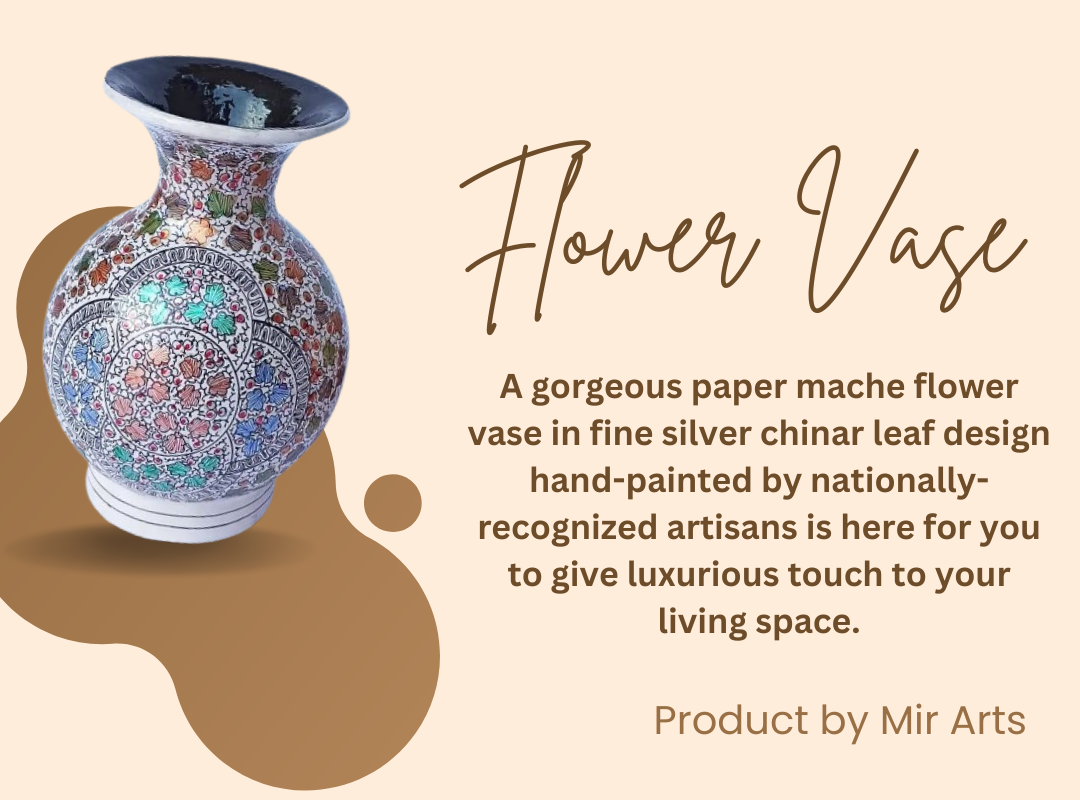 Flower Vase
A gorgeous paper mache flower
vase in fine silver chinar leaf design
hand-painted by nationally-
recognized artisans is here for you
to give luxurious touch to your
living space.
Product by Mir Arts